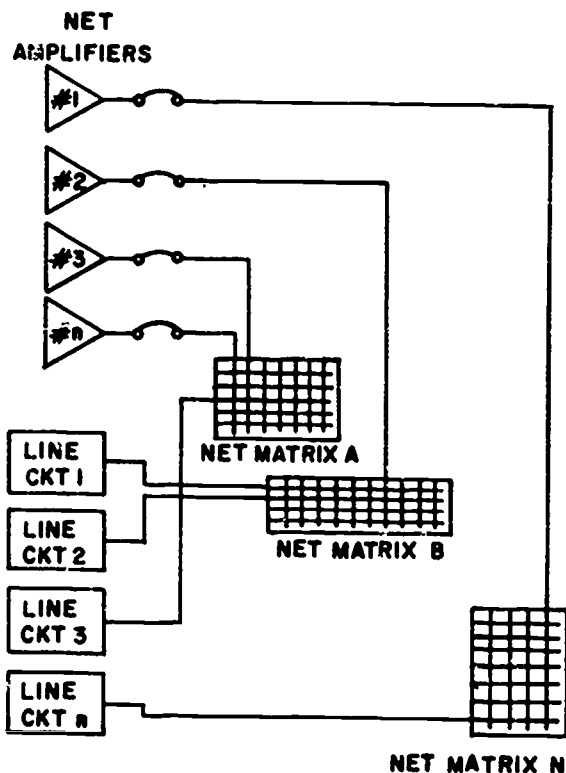 NET
AMPLIFIERS
#1
#2
#3
#n
NET MATRIX A
LINE
CKT 1
LINE
CKT 2
NET MATRIX B
LINE
CKT 3
LINE
CKT n
NET MATRIX N